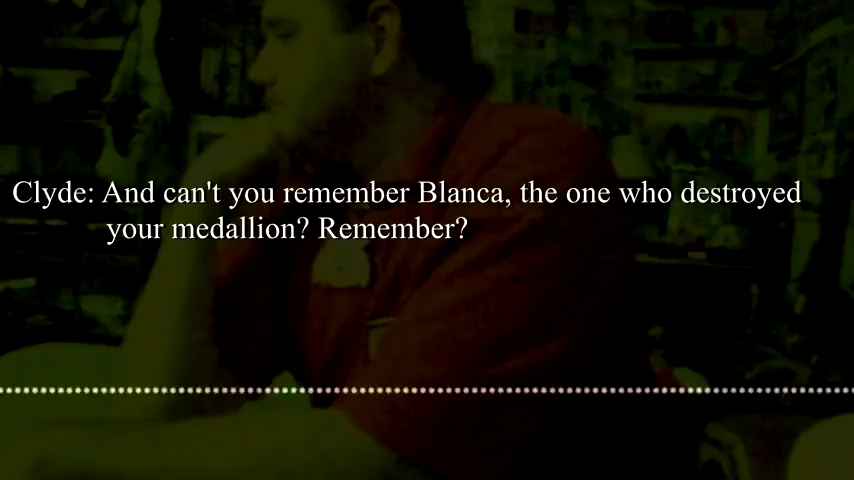 Clyde: And can't you remember Blanca, the one who destroyed
your medallion? Remember?